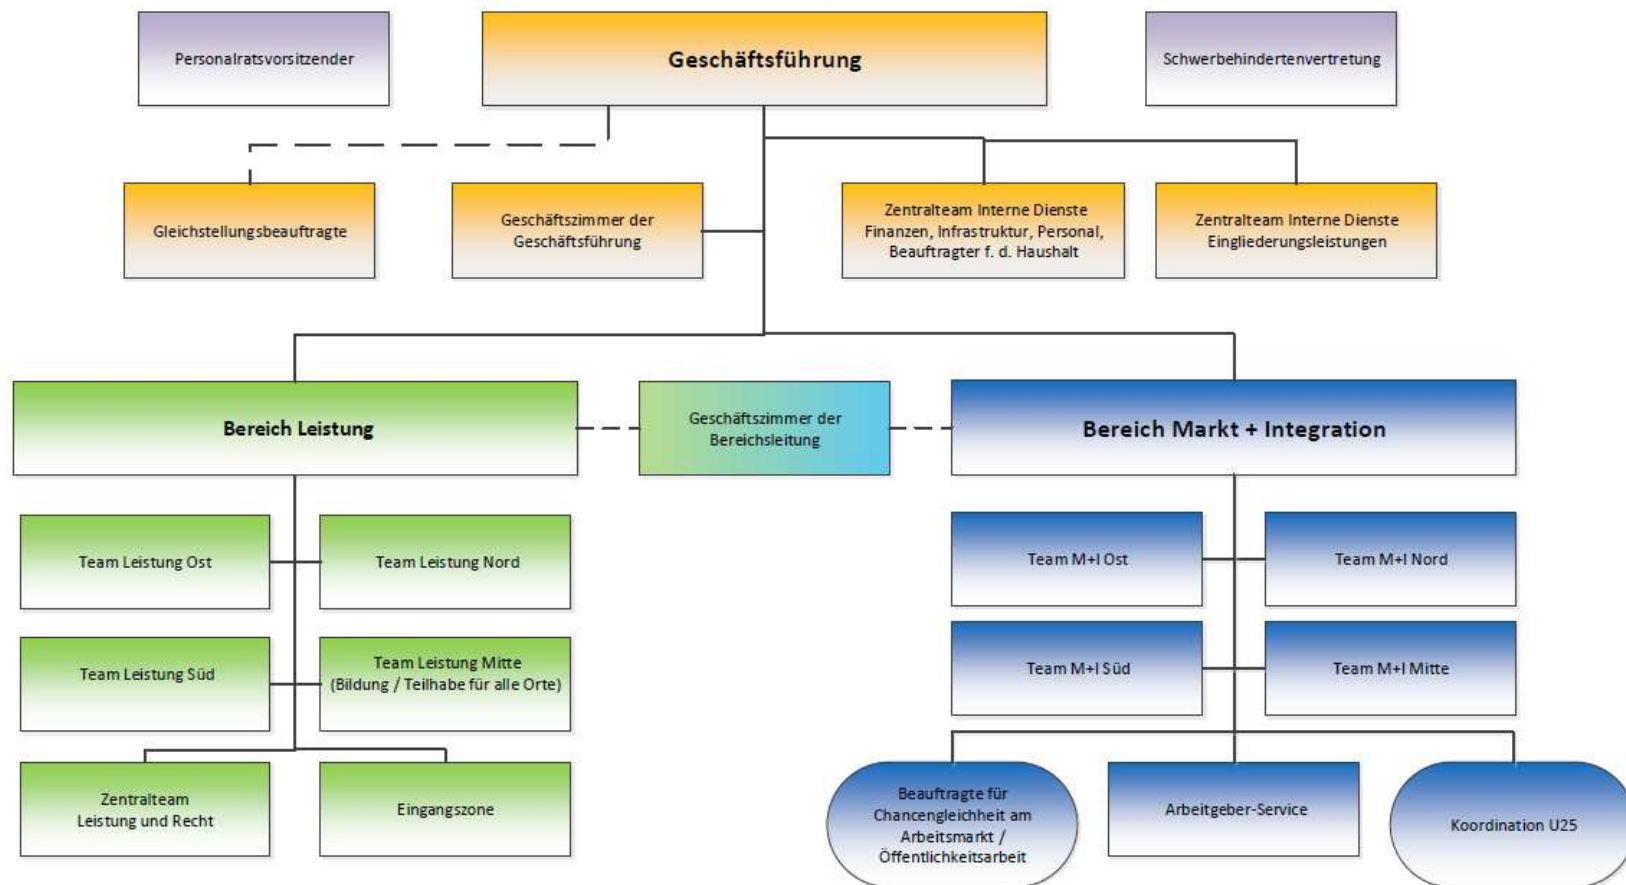 Personalratsvorsitzender
Geschäftsführung
Schwerbehindertenvertretung
Gleichstellungsbeauftragte
Geschäftszimmer der
Geschäftsführung
Zentralteam Interne Dienste
Finanzen, Infrastruktur, Personal,
Beauftragter f. d. Haushalt
Zentralteam Interne Dienste
Eingliederungsleistungen
Bereich Leistung
Geschäftszimmer der
Bereichsleitung
Bereich Markt + Integration
Team Leistung Ost
Team Leistung Nord
Team M+I Ost
Team M+I Nord
Team Leistung Süd
Team Leistung Mitte
(Bildung / Teilhabe für alle Orte)
Team M+I Süd
Team M+I Mitte
Zentralteam
Leistung und Recht
Eingangszone
Beauftragte für
Chancengleichheit am
Arbeitsmarkt /
Öffentlichkeitsarbeit
Arbeitgeber-Service
Koordination U25